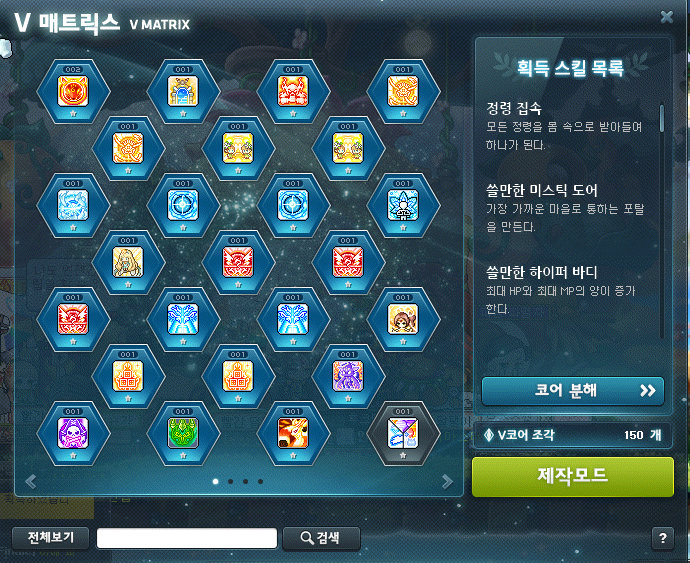 V 매트릭스 V MATRIX
002 001 001 001
001 001 001
001 001 001 001
001 001 001
001 001 001 001
001 001 001
001 001 001 001
획득 스킬 목록
정령 집속
모든 정령을 몸 속으로 받아들여
하나가 된다.
쓸만한 미스틱 도어
가장 가까운 마을로 통하는 포탈
을 만든다.
쓸만한 하이퍼 바디
최대 HP와 최대 MP의 양이 증가
한다.
코어 분해
V코어 조각 150 개
제작모드
전체보기 검색 ?